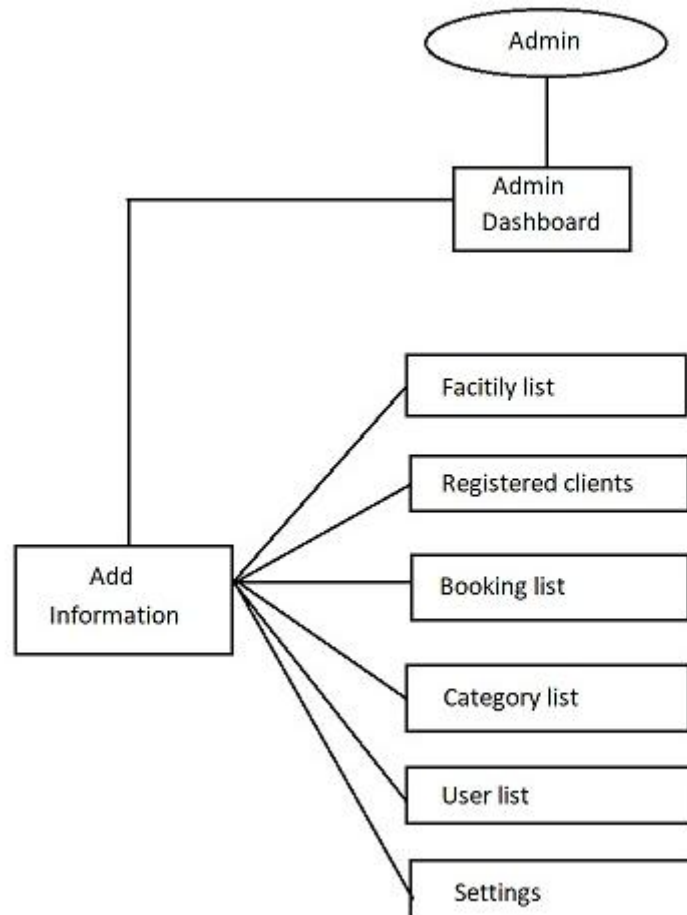 Admin
Admin
Dashboard
Facitily list
Registered clients
Add
Information
Booking list
Category list
User list
Settings